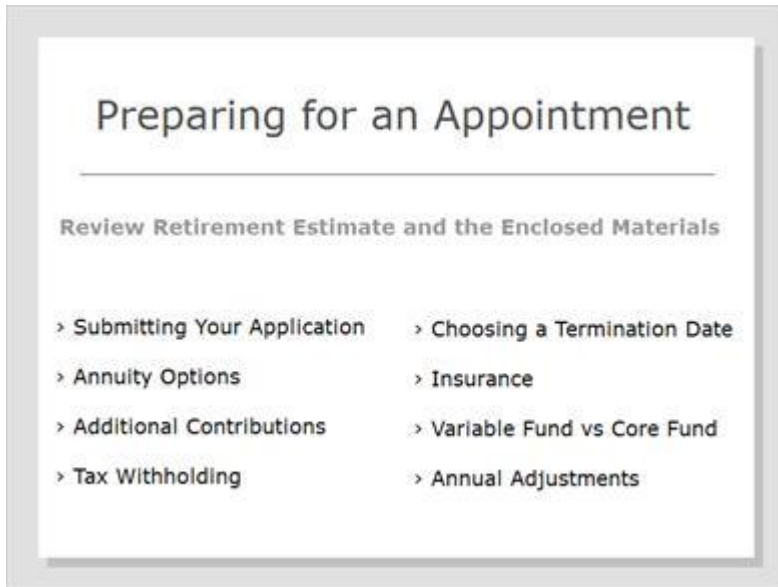 Preparing for an Appointment
Review Retirement Estimate and the Enclosed Materials
› Submitting Your Application
› Annuity Options
› Additional Contributions
› Tax Withholding
› Choosing a Termination Date
› Insurance
› Variable Fund vs Core Fund
› Annual Adjustments